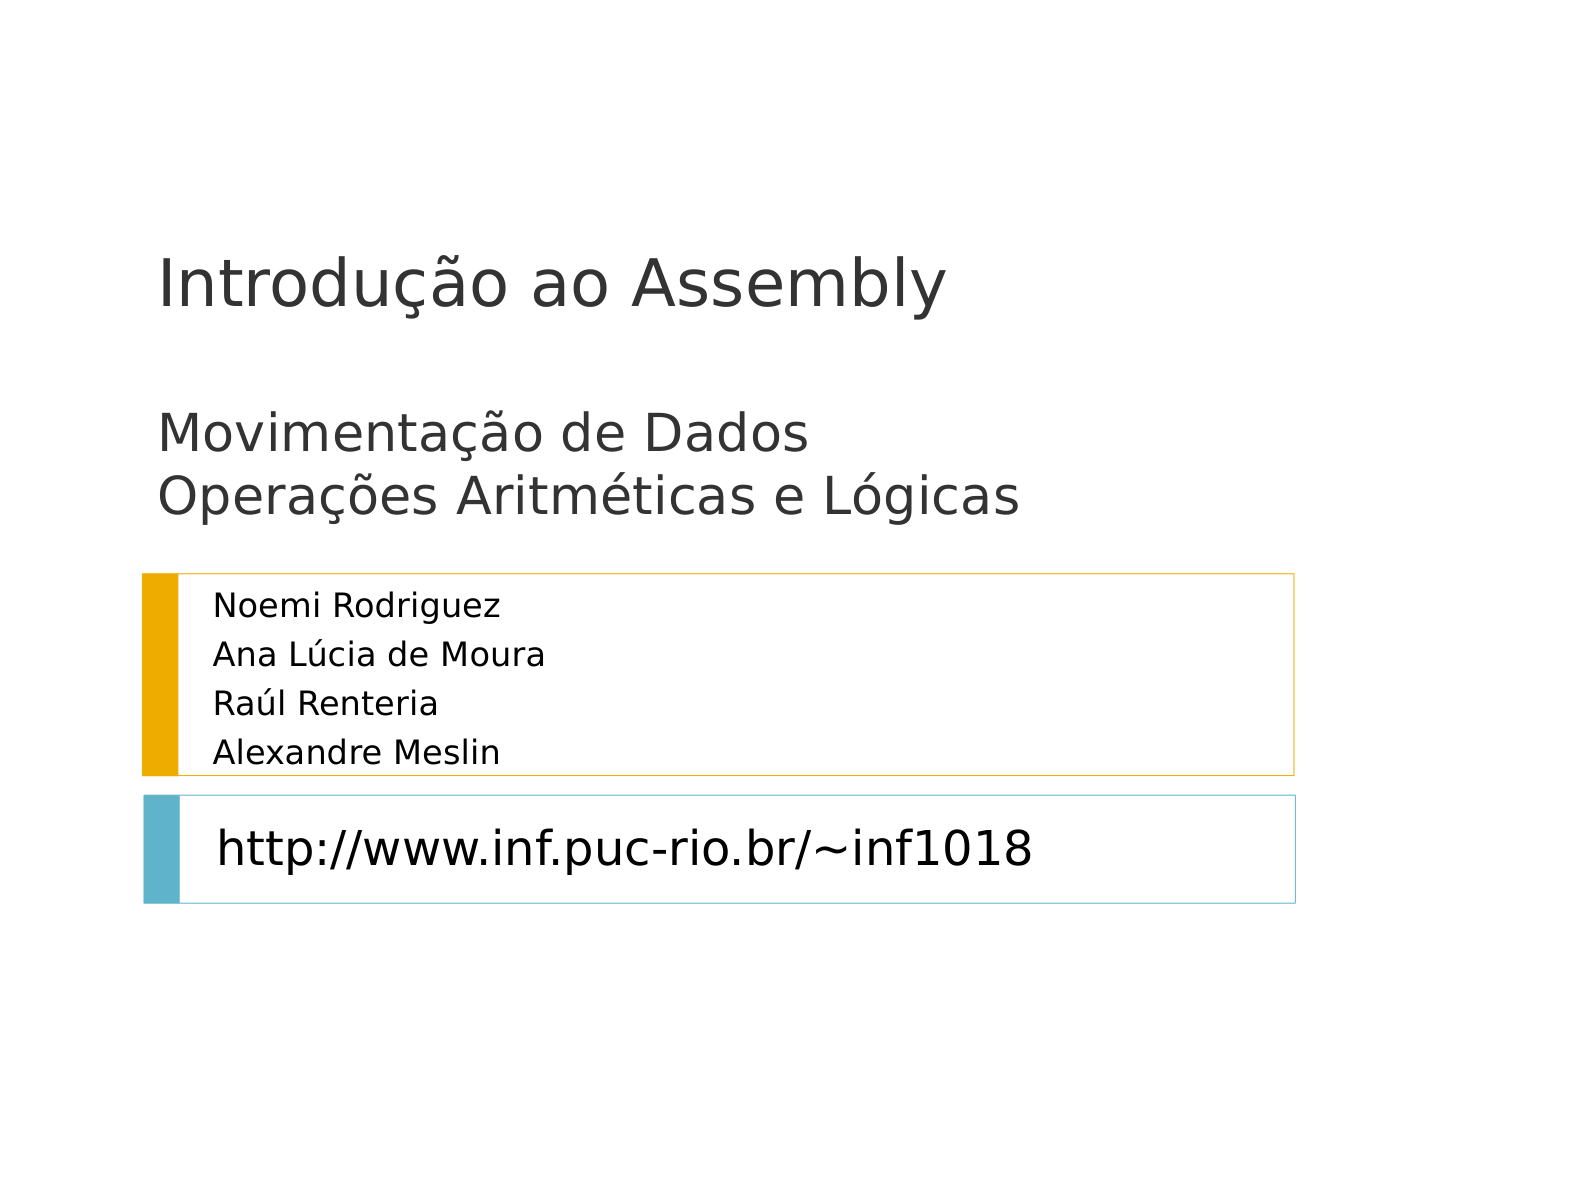 Introdução ao Assembly
Movimentação de Dados
Operações Aritméticas e Lógicas
Noemi Rodriguez
Ana Lúcia de Moura
Raúl Renteria
Alexandre Meslin
http://www.inf.puc-rio.br/~inf1018